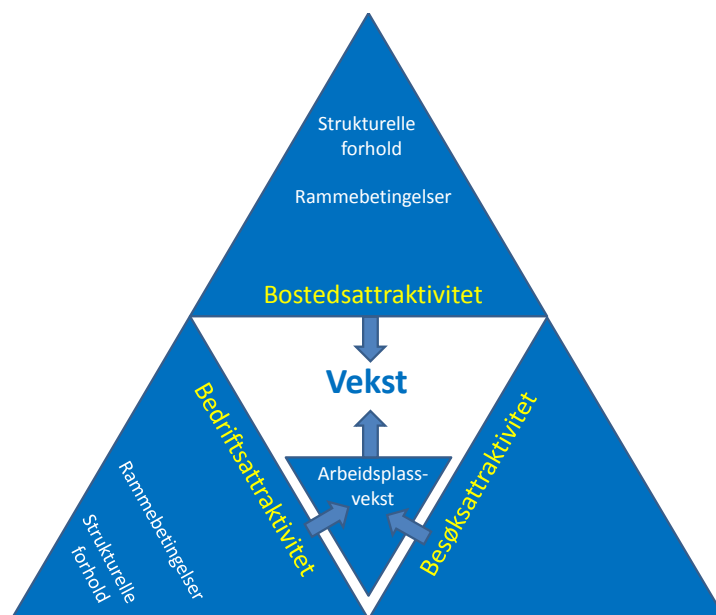 Strukturelle
forhold
Rammebetingelser
Bostedsattraktivitet
Vekst
Bedriftsattraktivitet
Besøksattraktivitet
Arbeidsplass-
vekst
Rammebetingelser
Strukturelle
forhold